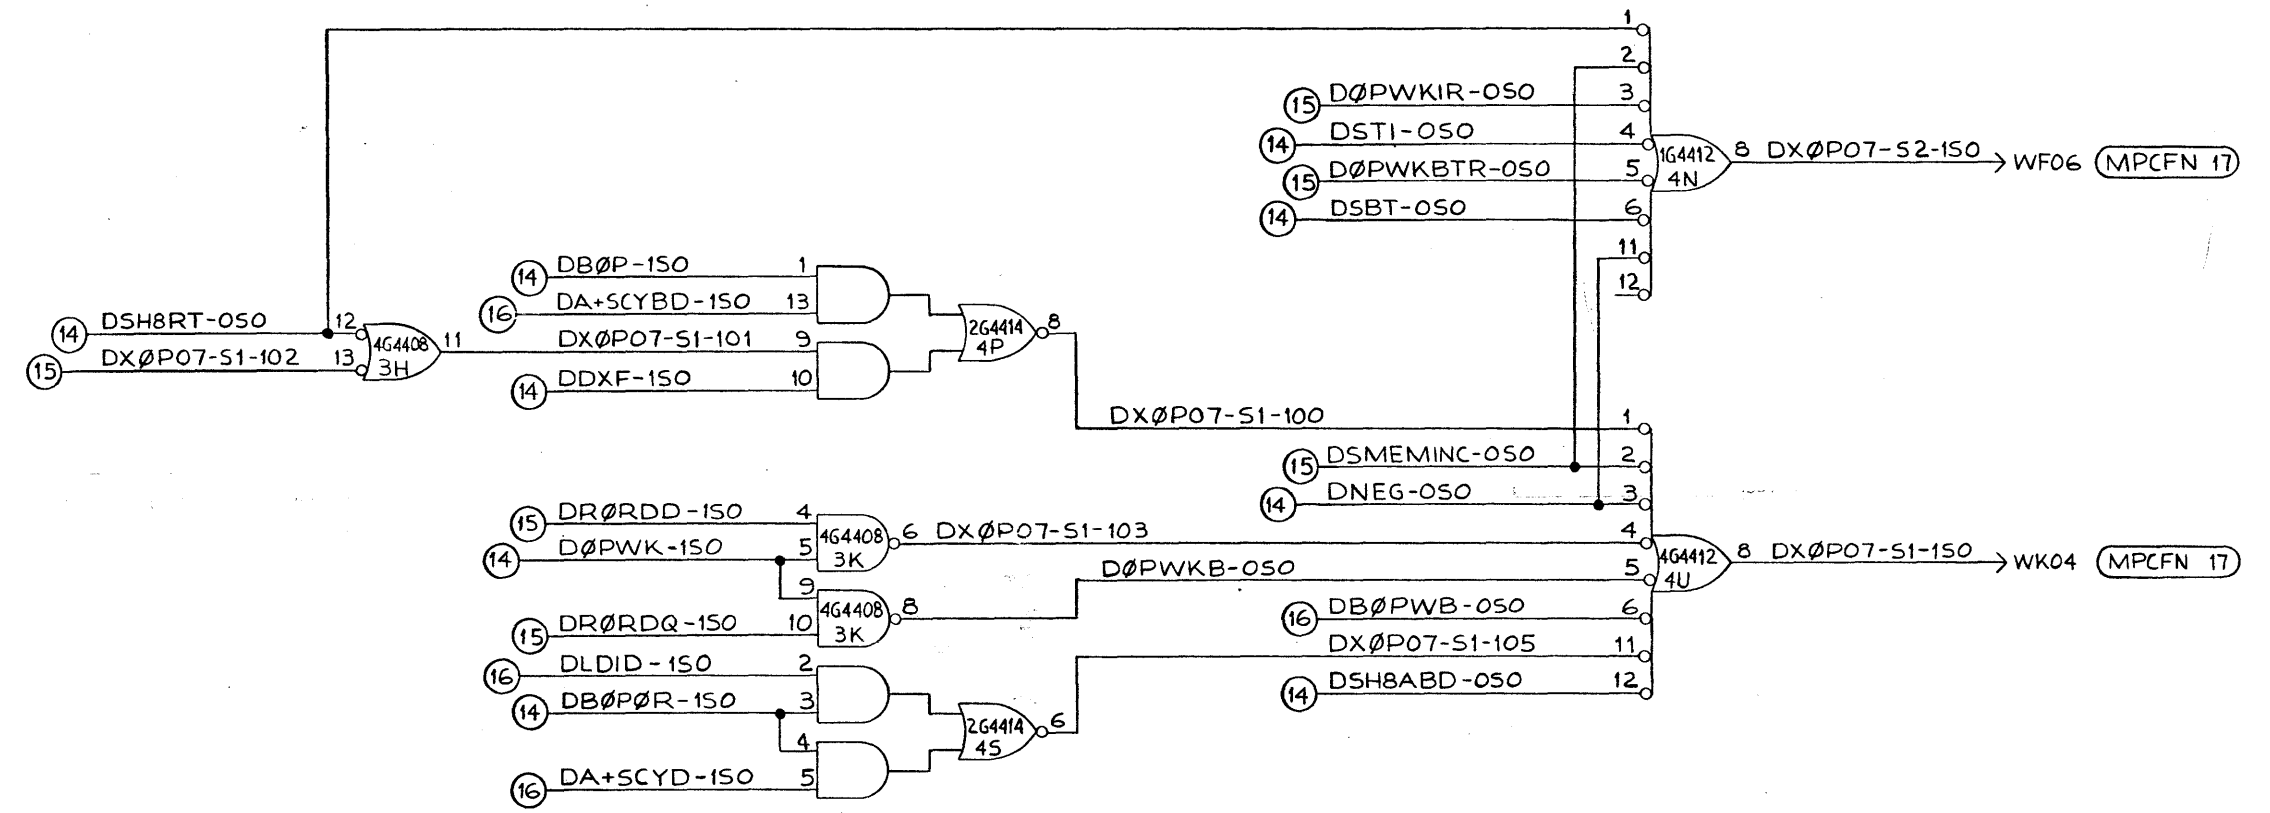 1
2
15 DØPWKIR-0S0 3
14 DSTI-0S0 4
1G4412
4N
8 DXØP07-S2-1S0 WF06 MPCFN 17
15 DØPWKBTR-0S0 5
14 DSBT-0S0 6
11
12
14 DBØP-1S0 1
16 DA+SCYBD-1S0 13
14 DSH8RT-0S0 12
15 DXØP07-S1-102 13
4G4408
3H
11 DXØP07-S1-101 9
14 DDXF-1S0 10
2G4414
4P
8
DXØP07-S1-100 1
15 DSMEMINC-0S0 2
14 DNEG-0S0 3
15 DRØRDD-1S0 4
14 DØPWK-1S0 5
4G4408
3K
6 DXØP07-S1-103 4
9
15 DRØRDQ-1S0 10
4G4408
3K
8 DØPWKB-0S0 5
4G4412
4U
8 DXØP07-S1-1S0 WK04 MPCFN 17
16 DBØPWB-0S0 6
16 DLDID-1S0 2
14 DBØPØR-1S0 3
4
16 DA+SCYD-1S0 5
2G4414
4S
6
DXØP07-S1-105 11
14 DSH8ABD-0S0 12